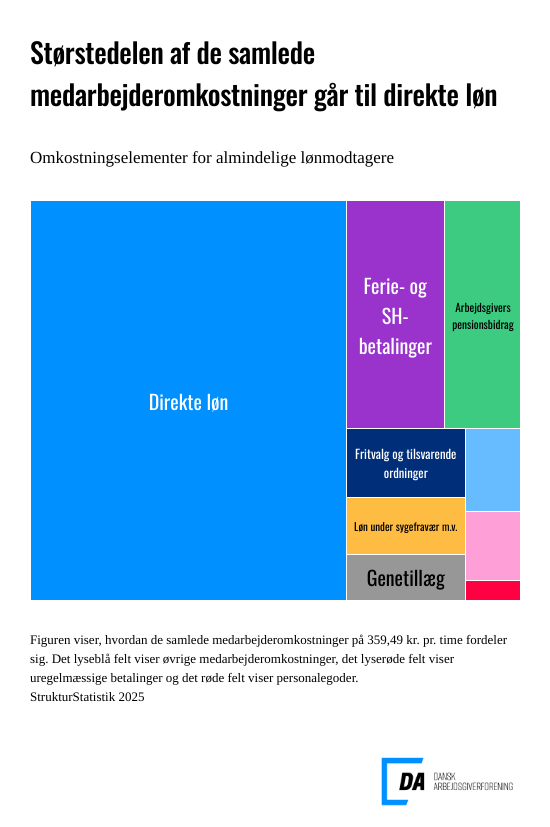 Størstedelen af de samlede
medarbejderomkostninger går til direkte løn
Omkostningselementer for almindelige lønmodtagere
Direkte løn
Ferie- og
SH-
betalinger
Arbejdsgivers
pensionsbidrag
Fritvalg og tilsvarende
ordninger
Løn under sygefravær m.v.
Genetillæg
Figuren viser, hvordan de samlede medarbejderomkostninger på 359,49 kr. pr. time fordeler
sig. Det lyseblå felt viser øvrige medarbejderomkostninger, det lyserøde felt viser
uregelmæssige betalinger og det røde felt viser personalegoder.
StrukturStatistik 2025
DA
DANSK
ARBEJDSGIVERFORENING